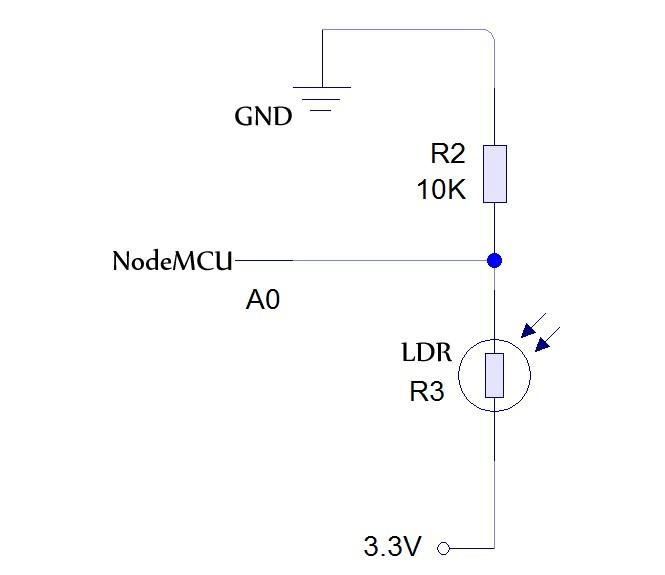 GND
R2
10K
NodeMCU
A0
LDR
R3
3.3V